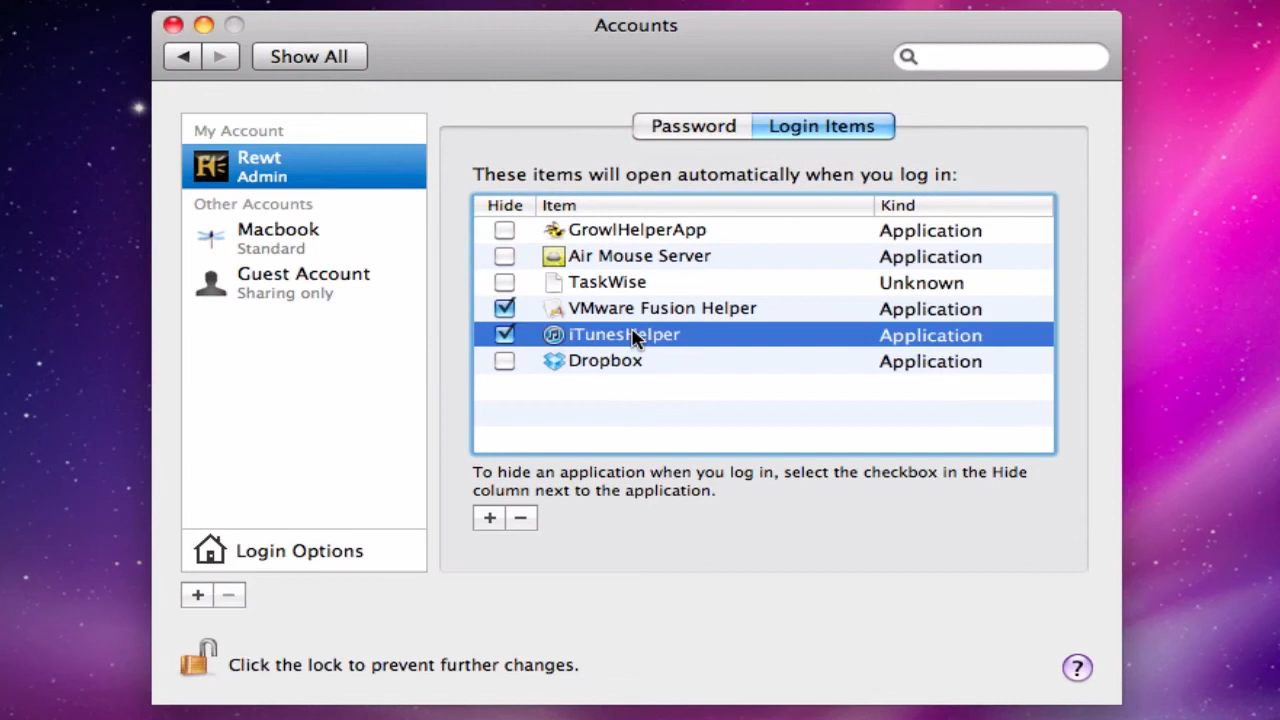 Accounts
Show All
My Account
Rewt
Admin
Other Accounts
Macbook
Standard
Guest Account
Sharing only
Login Options
Click the lock to prevent further changes.
Password Login Items
These items will open automatically when you log in:
Hide Item Kind
GrowlHelperApp Application
Air Mouse Server Application
TaskWise Unknown
VMware Fusion Helper Application
iTunesHelper Application
Dropbox Application
To hide an application when you log in, select the checkbox in the Hide
column next to the application.
+ −
+ −
?